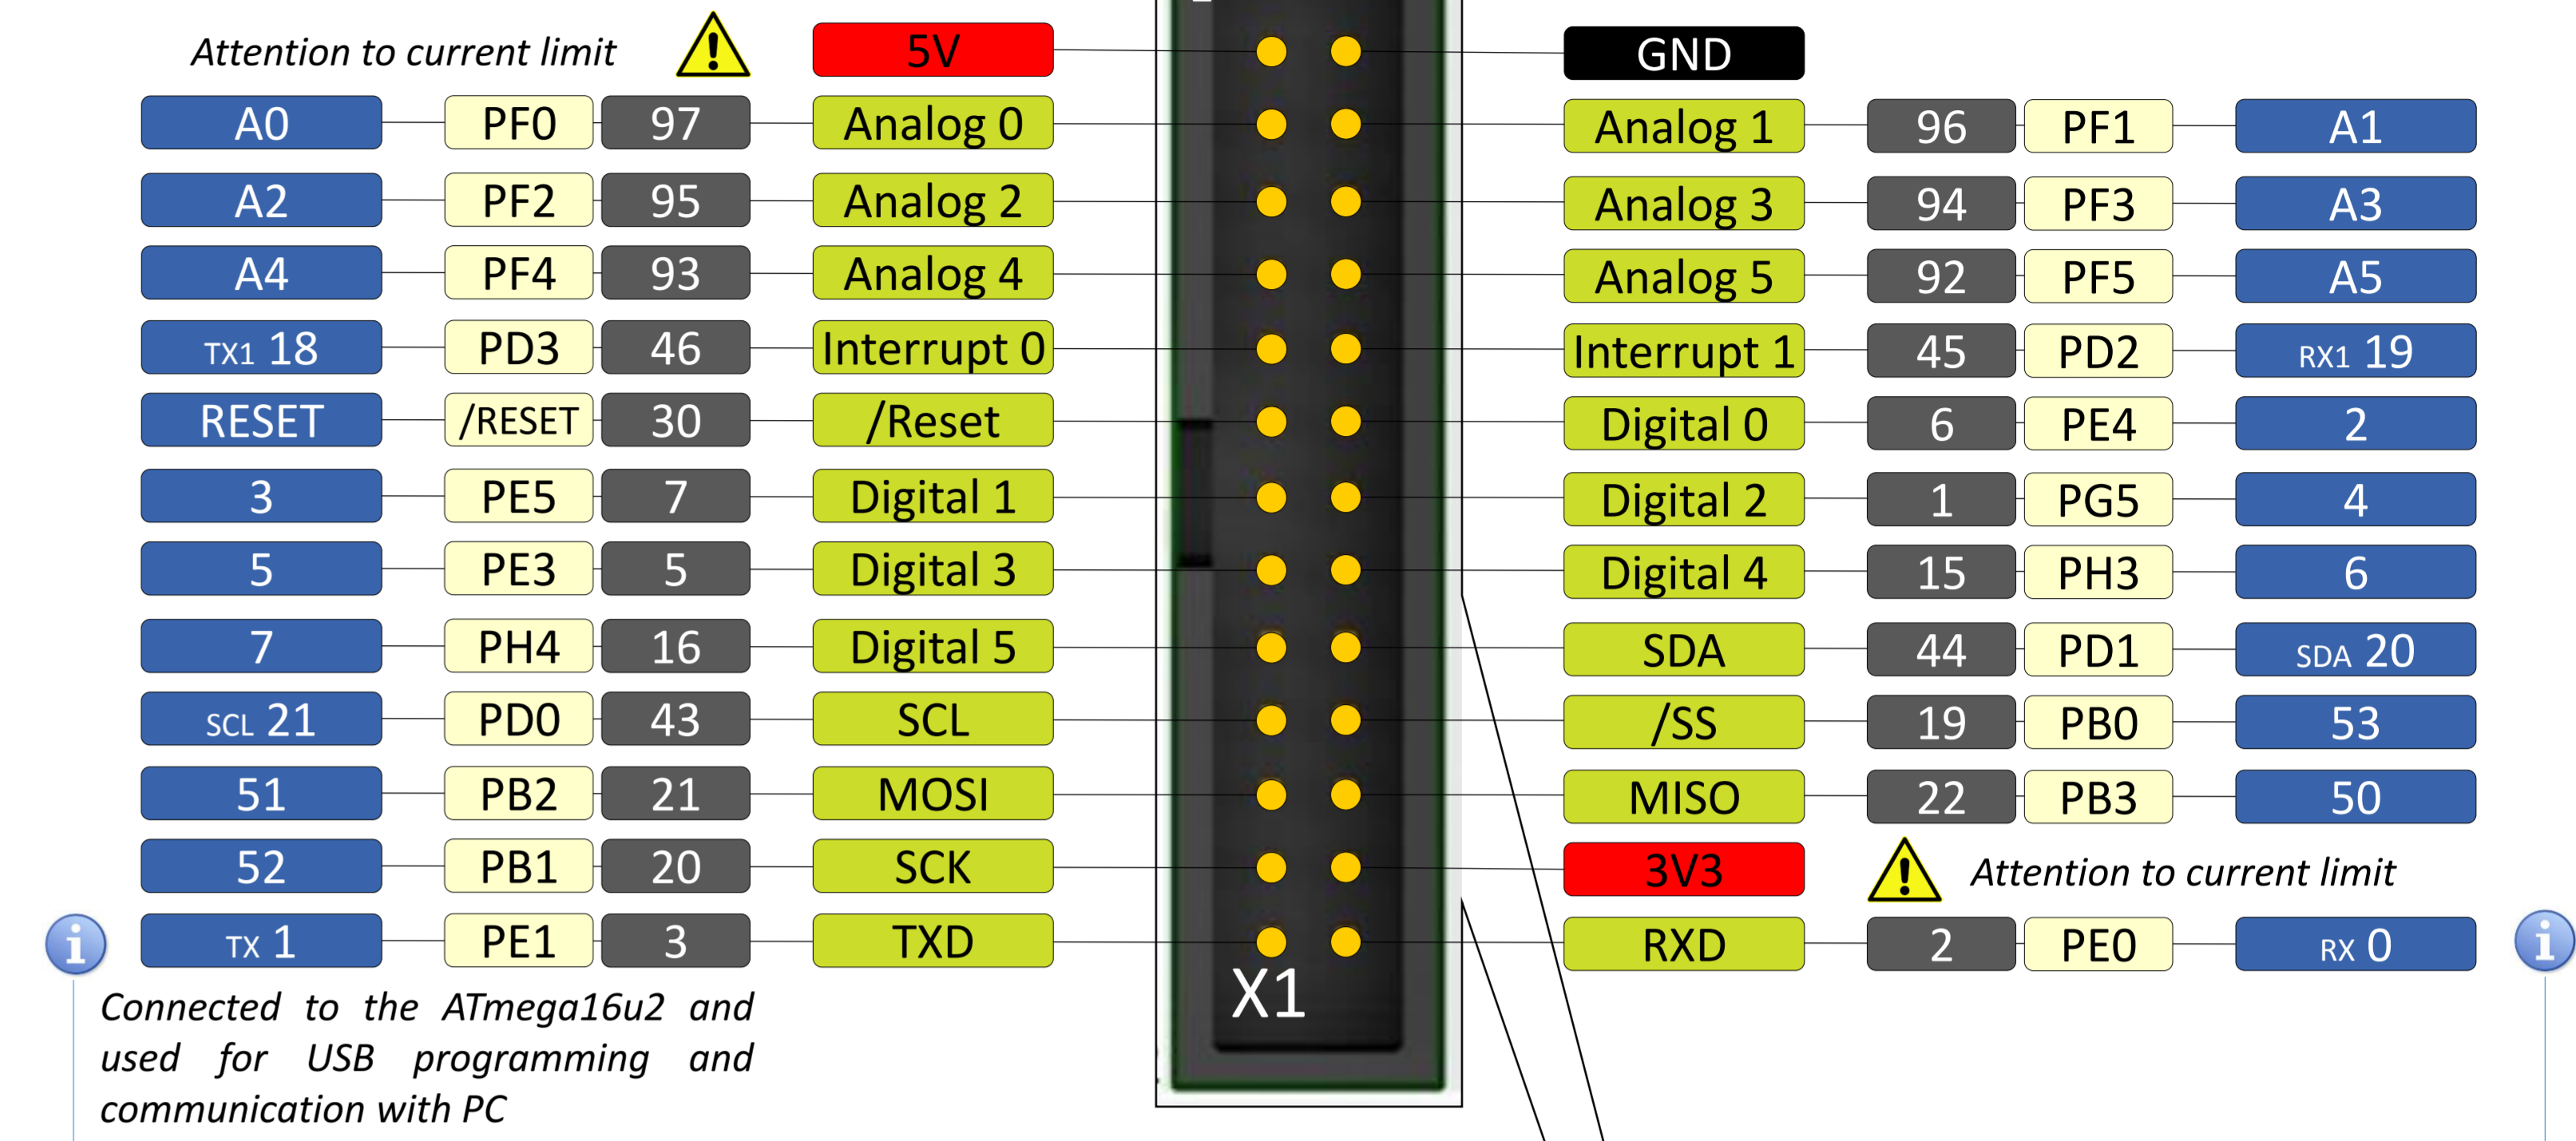 Attention to current limit 5V GND
A0 PF0 97 Analog 0 Analog 1 96 PF1 A1
A2 PF2 95 Analog 2 Analog 3 94 PF3 A3
A4 PF4 93 Analog 4 Analog 5 92 PF5 A5
TX1 18 PD3 46 Interrupt 0 Interrupt 1 45 PD2 RX1 19
RESET /RESET 30 /Reset Digital 0 6 PE4 2
3 PE5 7 Digital 1 Digital 2 1 PG5 4
5 PE3 5 Digital 3 Digital 4 15 PH3 6
7 PH4 16 Digital 5 SDA 44 PD1 SDA 20
SCL 21 PD0 43 SCL /SS 19 PB0 53
51 PB2 21 MOSI MISO 22 PB3 50
52 PB1 20 SCK 3V3 Attention to current limit
TX 1 PE1 3 TXD RXD 2 PE0 RX 0
X1
Connected to the ATmega16u2 and
used for USB programming and
communication with PC